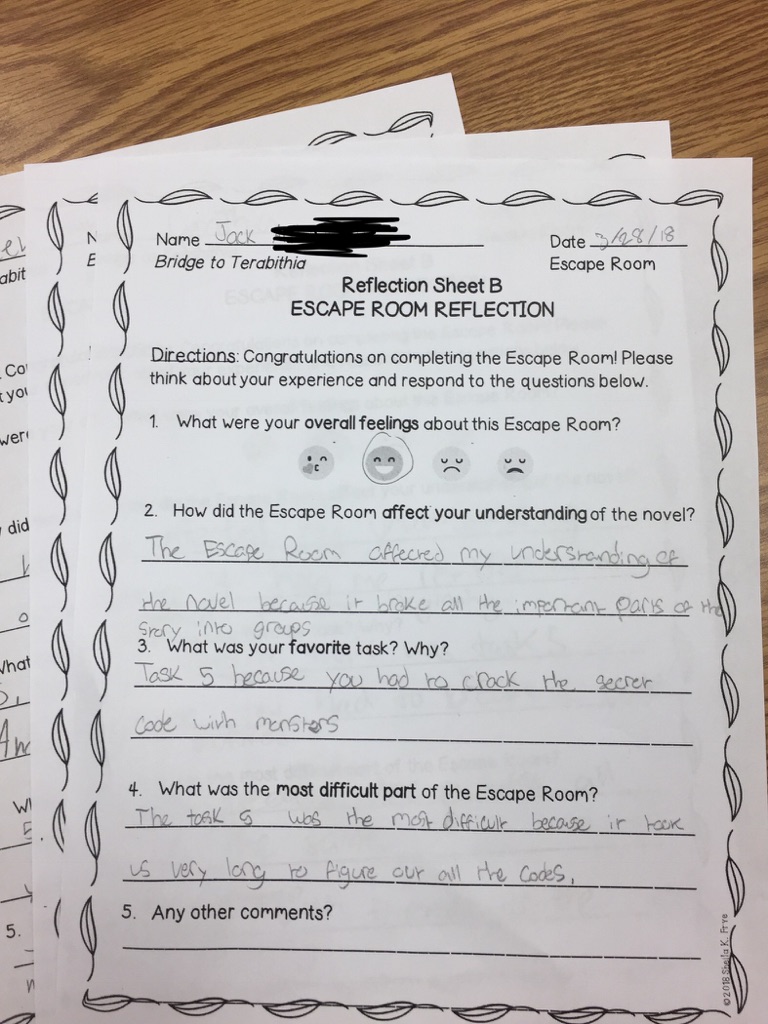 Name Jack
Date 3/28/18
Bridge to Terabithia
Escape Room
Reflection Sheet B
ESCAPE ROOM REFLECTION
Directions: Congratulations on completing the Escape Room! Please
think about your experience and respond to the questions below.
1. What were your overall feelings about this Escape Room?
2. How did the Escape Room affect your understanding of the novel?
The Escape Room affected my understanding of
the novel because it broke all the important parts of the
story into groups
3. What was your favorite task? Why?
Task 5 because you had to crack the secret
code with monsters
4. What was the most difficult part of the Escape Room?
The task 5 was the most difficult because it took
us very long to figure out all the codes.
5. Any other comments?
©2018 Sheila K. Frye
N
E
abit
Co
t you
were
did
What
W
5.